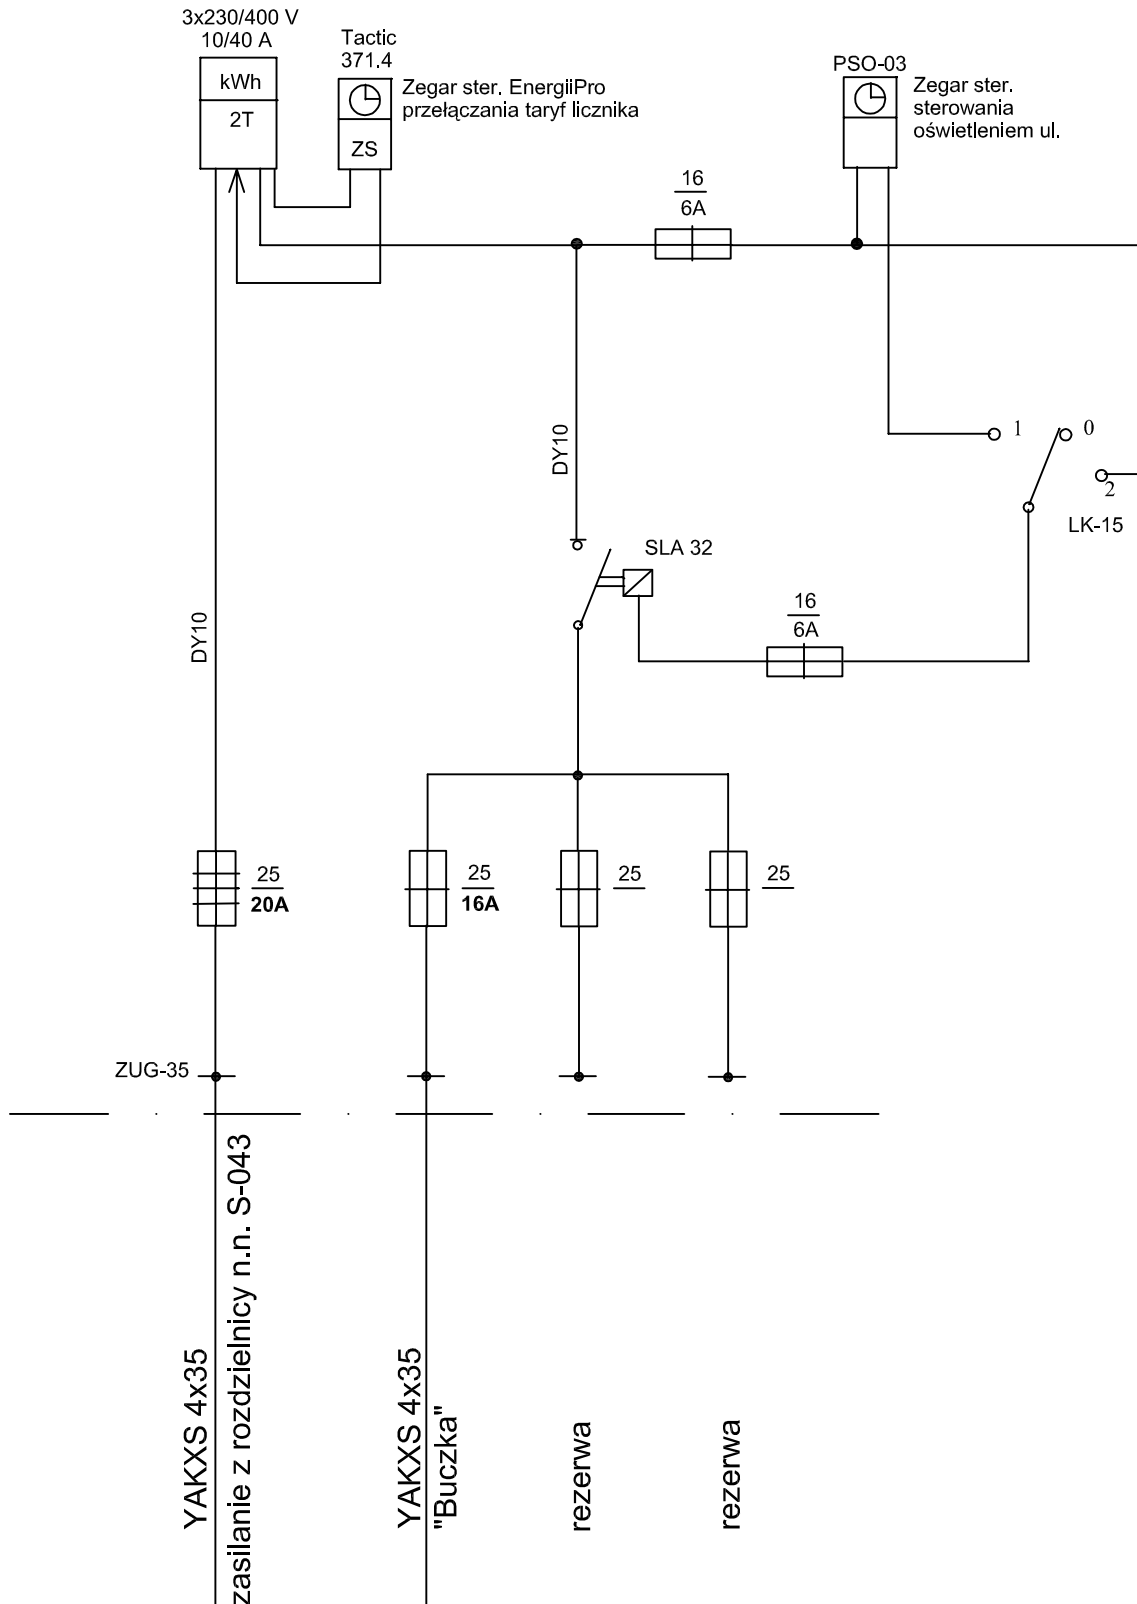 3x230/400 V
10/40 A
kWh
2T
Tactic
371.4
ZS
Zegar ster. EnergiiPro
przełączania taryf licznika
PSO-03
Zegar ster.
sterowania
oświetleniem ul.
16
6A
DY10
1
0
2
LK-15
SLA 32
16
6A
DY10
25
20A
25
16A
25
25
ZUG-35
YAKXS 4x35
zasilanie z rozdzielnicy n.n. S-043
YAKXS 4x35
"Buczka"
rezerwa
rezerwa